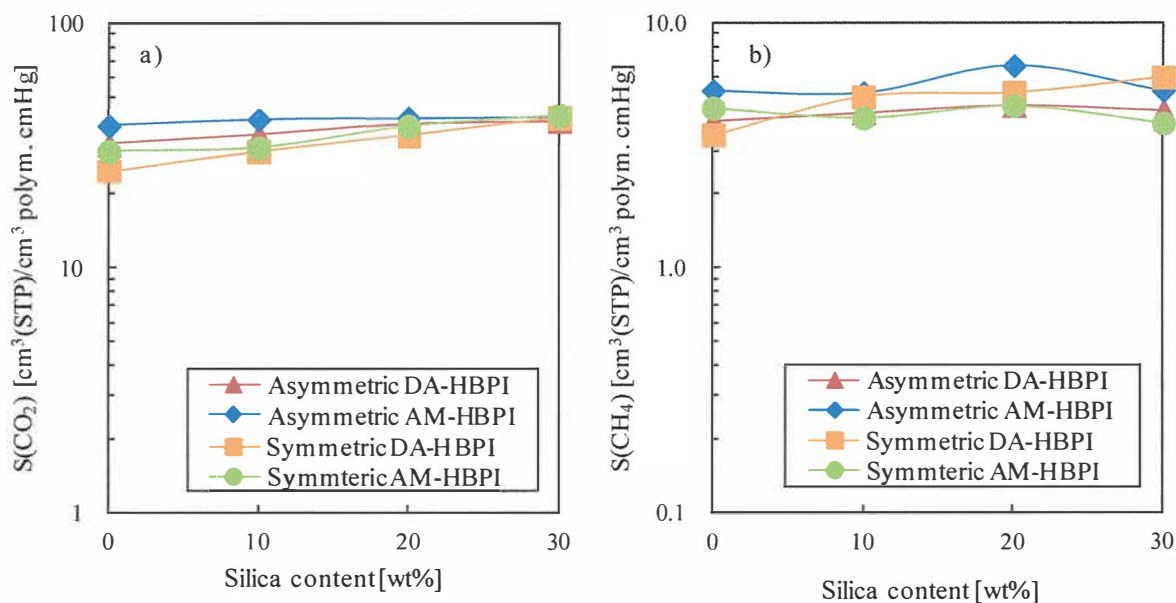 a)
100
10
1
S(CO₂) [cm³(STP)/cm³ polym. cmHg)
Asymmetric DA-HBPI
Asymmetric AM-HBPI
Symmetric DA-HBPI
Symmteric AM-HBPI
0 10 20 30
Silica content [wt%]
b)
10.0
1.0
0.1
S(CH₄) [cm³(STP)/cm³ polym. cmHg)
Asymmetric DA-HBPI
Asymmetric AM-HBPI
Symmetric DA-HBPI
Symmteric AM-HBPI
0 10 20 30
Silica content [wt%]